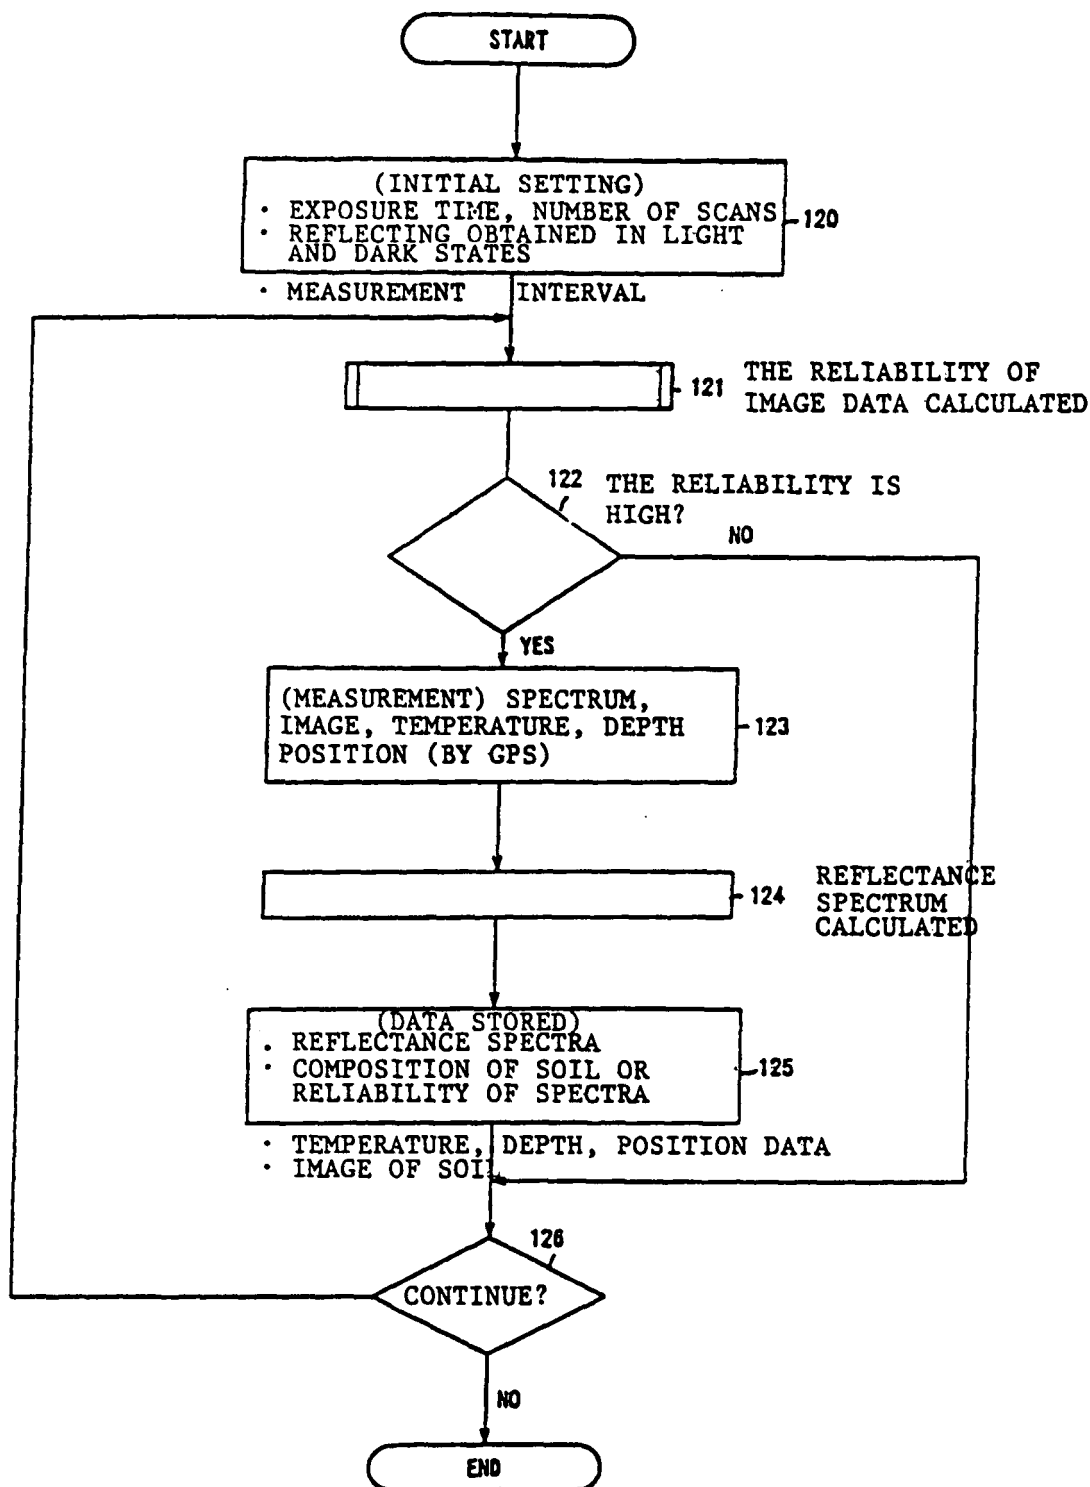 START
(INITIAL SETTING)
· EXPOSURE TIME, NUMBER OF SCANS
· REFLECTING OBTAINED IN LIGHT
AND DARK STATES
120
· MEASUREMENT INTERVAL
121 THE RELIABILITY OF
IMAGE DATA CALCULATED
122 THE RELIABILITY IS
HIGH?
NO
YES
(MEASUREMENT) SPECTRUM,
IMAGE, TEMPERATURE, DEPTH
POSITION (BY GPS)
123
124
REFLECTANCE
SPECTRUM
CALCULATED
(DATA STORED)
. REFLECTANCE SPECTRA
· COMPOSITION OF SOIL OR
RELIABILITY OF SPECTRA
125
· TEMPERATURE, DEPTH, POSITION DATA
· IMAGE OF SOIL
126
CONTINUE?
NO
END